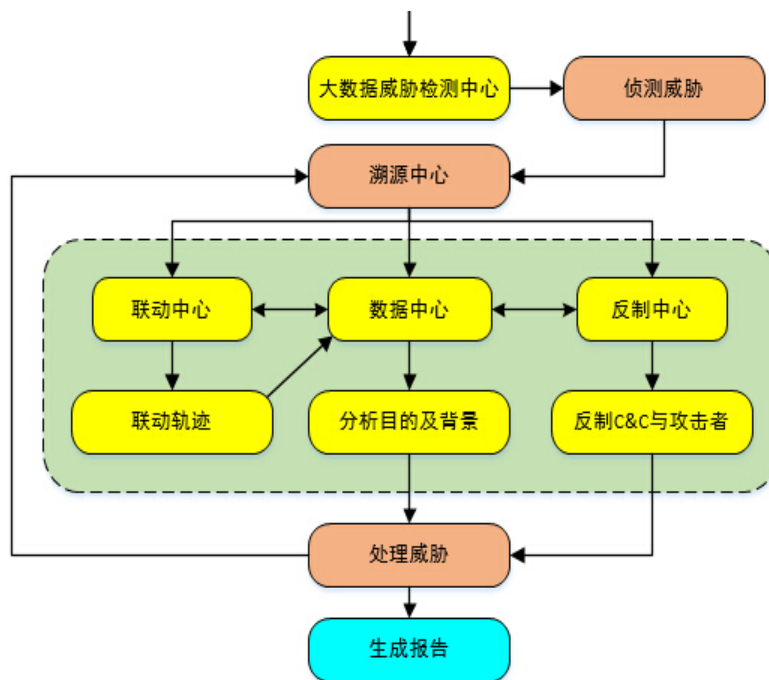 大数据威胁检测中心
侦测威胁
溯源中心
联动中心
数据中心
反制中心
联动轨迹
分析目的及背景
反制C&C与攻击者
处理威胁
生成报告